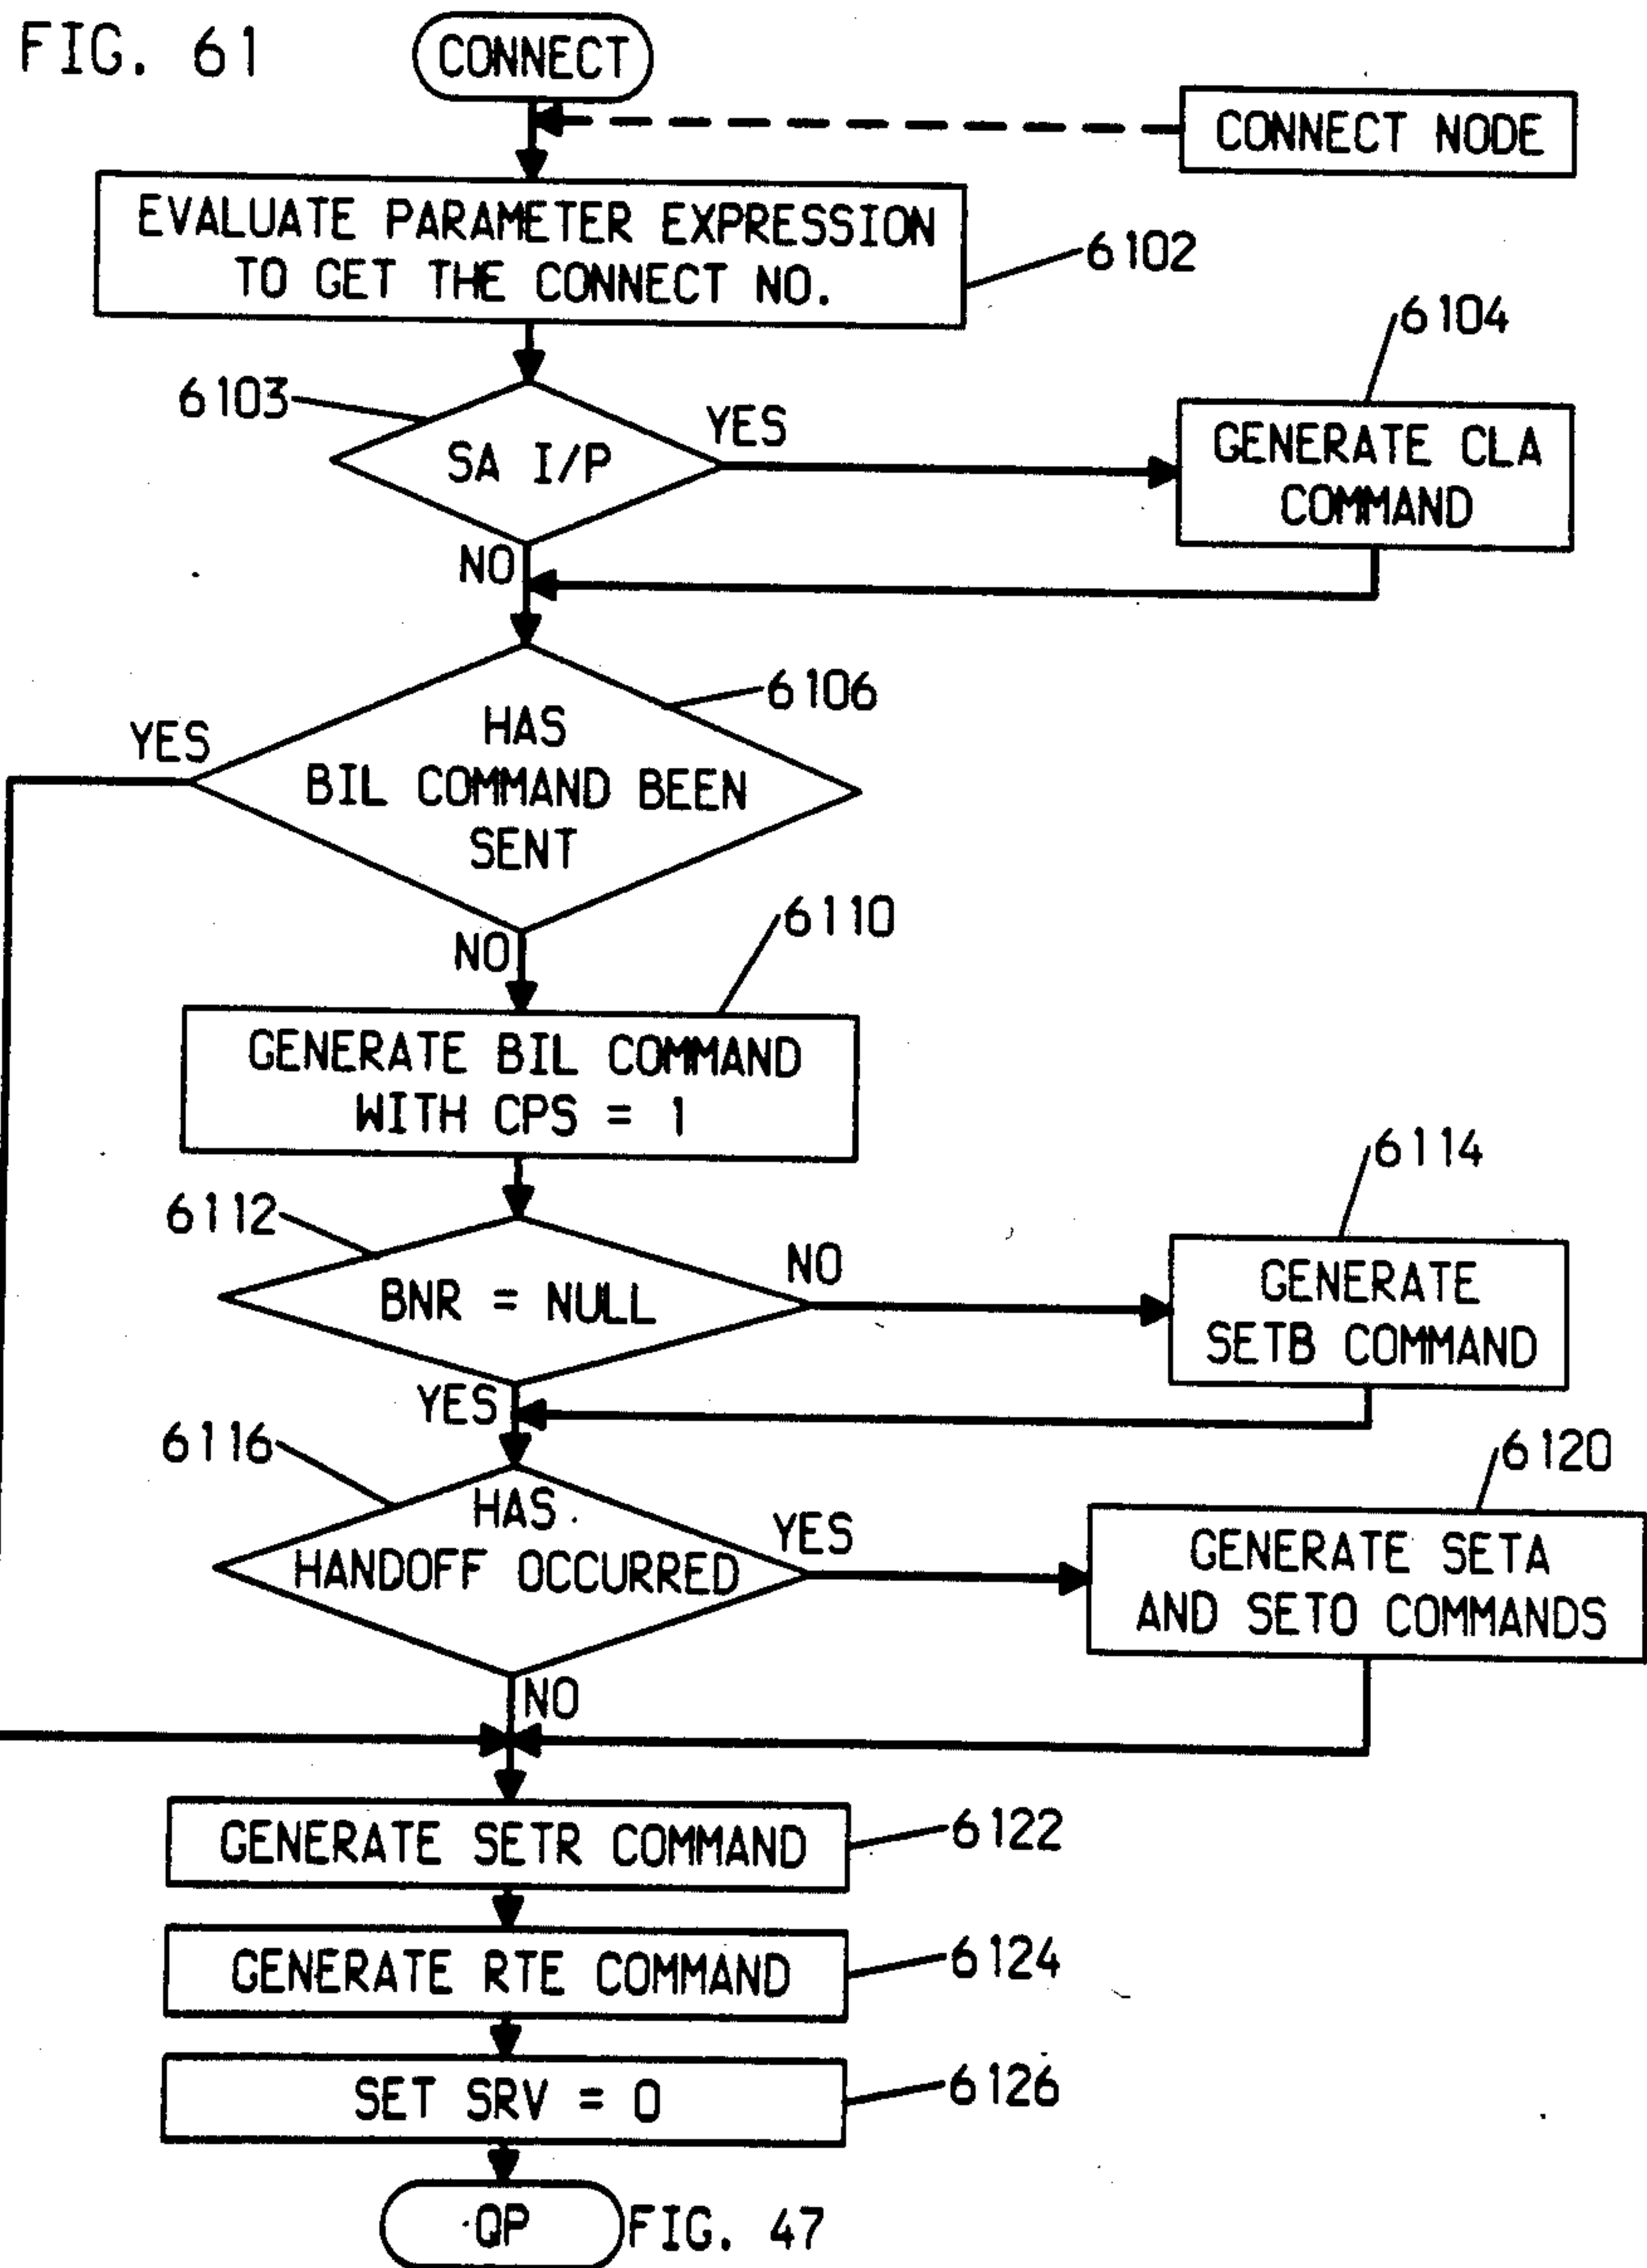 FIG. 61
CONNECT
CONNECT NODE
EVALUATE PARAMETER EXPRESSION
TO GET THE CONNECT NO.
6102
6104
6103
SA I/P
YES
GENERATE CLA
COMMAND
NO
6106
YES
HAS
BIL COMMAND BEEN
SENT
6110
NO
GENERATE BIL COMMAND
WITH CPS = 1
6114
6112
BNR = NULL
NO
GENERATE
SETB COMMAND
YES
6116
6120
HAS
HANDOFF OCCURRED
YES
GENERATE SETA
AND SETO COMMANDS
NO
GENERATE SETR COMMAND
6122
GENERATE RTE COMMAND
6124
SET SRV = 0
6126
QP
FIG. 47